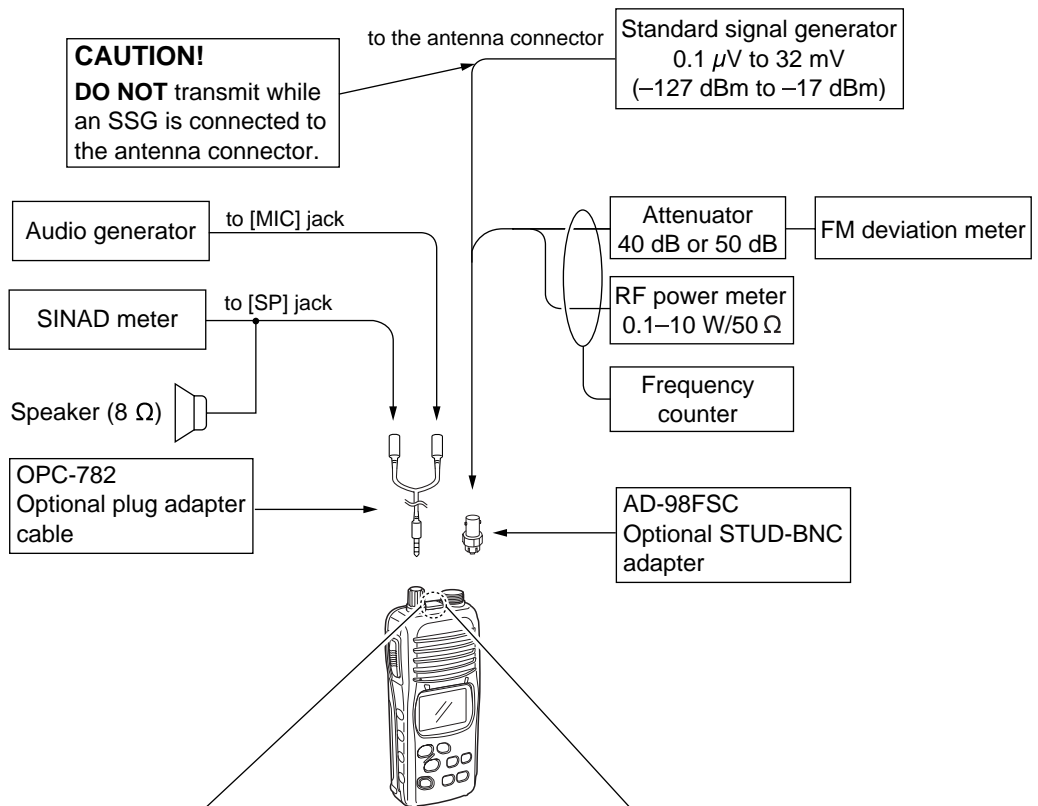 to the antenna connector
Standard signal generator
0.1 µV to 32 mV
(–127 dBm to –17 dBm)
CAUTION!
DO NOT transmit while
an SSG is connected to
the antenna connector.
Audio generator
to [MIC] jack
Attenuator
40 dB or 50 dB
FM deviation meter
SINAD meter
to [SP] jack
RF power meter
0.1–10 W/50 Ω
Speaker (8 Ω)
Frequency
counter
OPC-782
Optional plug adapter
cable
AD-98FSC
Optional STUD-BNC
adapter